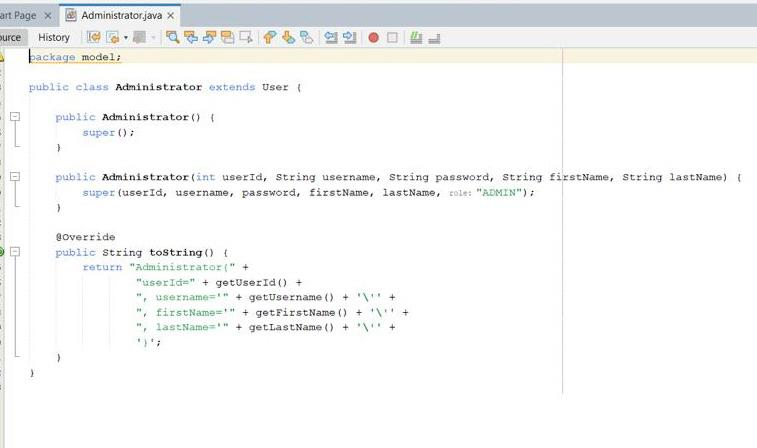 art Page
Administrator.java
ource History
package model;
public class Administrator extends User {
public Administrator() {
super();
}
public Administrator(int userId, String username, String password, String firstName, String lastName) {
super(userId, username, password, firstName, lastName, role: "ADMIN");
}
@Override
public String toString() {
return "Administrator{" +
"userId=" + getUserId() +
", username='" + getUsername() + '\'' +
", firstName='" + getFirstName() + '\'' +
", lastName='" + getLastName() + '\'' +
'}';
}
}